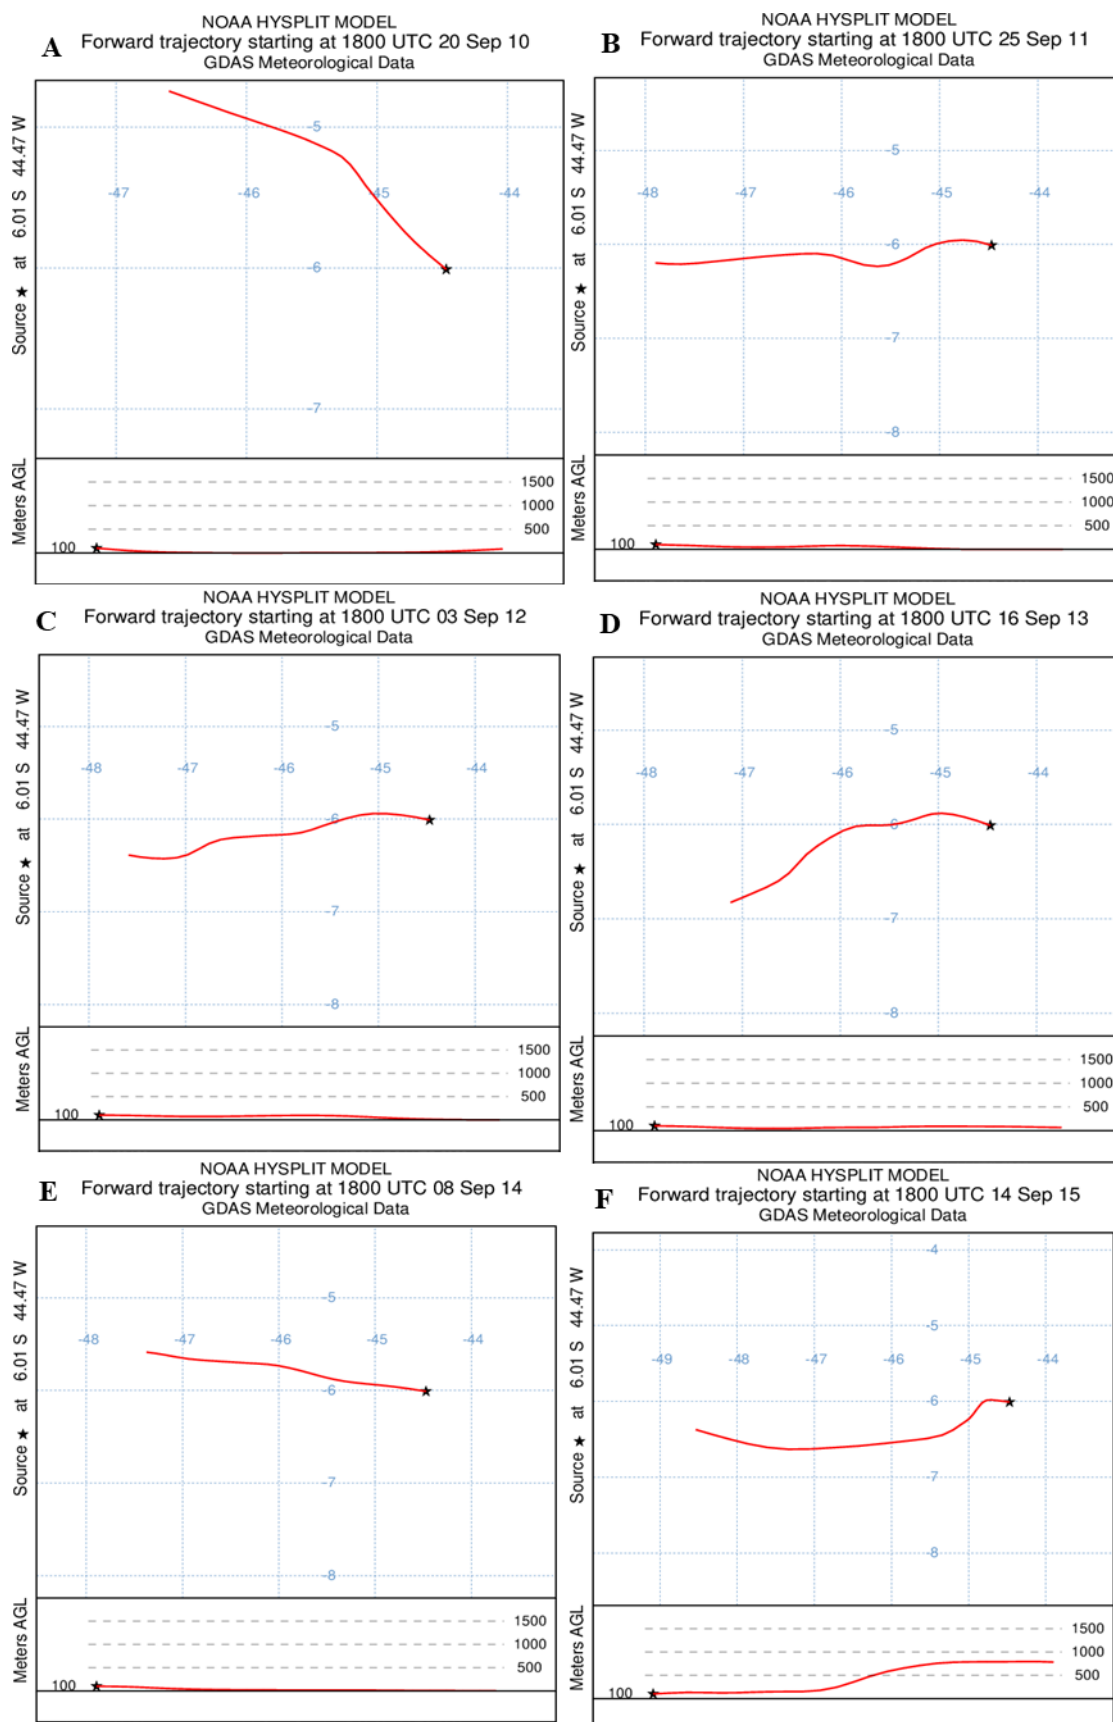 A
NOAA HYSPLIT MODEL
Forward trajectory starting at 1800 UTC 20 Sep 10
GDAS Meteorological Data
Source ★ at 6.01 S 44.47 W
-5
-47 -46 -45 -44
-6
-7
Meters AGL
1500
1000
500
100
B
NOAA HYSPLIT MODEL
Forward trajectory starting at 1800 UTC 25 Sep 11
GDAS Meteorological Data
Source ★ at 6.01 S 44.47 W
-5
-48 -47 -46 -45 -44
-6
-7
-8
Meters AGL
1500
1000
500
100
C
NOAA HYSPLIT MODEL
Forward trajectory starting at 1800 UTC 03 Sep 12
GDAS Meteorological Data
Source ★ at 6.01 S 44.47 W
-5
-48 -47 -46 -45 -44
-6
-7
-8
Meters AGL
1500
1000
500
100
D
NOAA HYSPLIT MODEL
Forward trajectory starting at 1800 UTC 16 Sep 13
GDAS Meteorological Data
Source ★ at 6.01 S 44.47 W
-5
-48 -47 -46 -45 -44
-6
-7
-8
Meters AGL
1500
1000
500
100
E
NOAA HYSPLIT MODEL
Forward trajectory starting at 1800 UTC 08 Sep 14
GDAS Meteorological Data
Source ★ at 6.01 S 44.47 W
-5
-48 -47 -46 -45 -44
-6
-7
-8
Meters AGL
1500
1000
500
100
F
NOAA HYSPLIT MODEL
Forward trajectory starting at 1800 UTC 14 Sep 15
GDAS Meteorological Data
Source ★ at 6.01 S 44.47 W
-4
-5
-49 -48 -47 -46 -45 -44
-6
-7
-8
Meters AGL
1500
1000
500
100